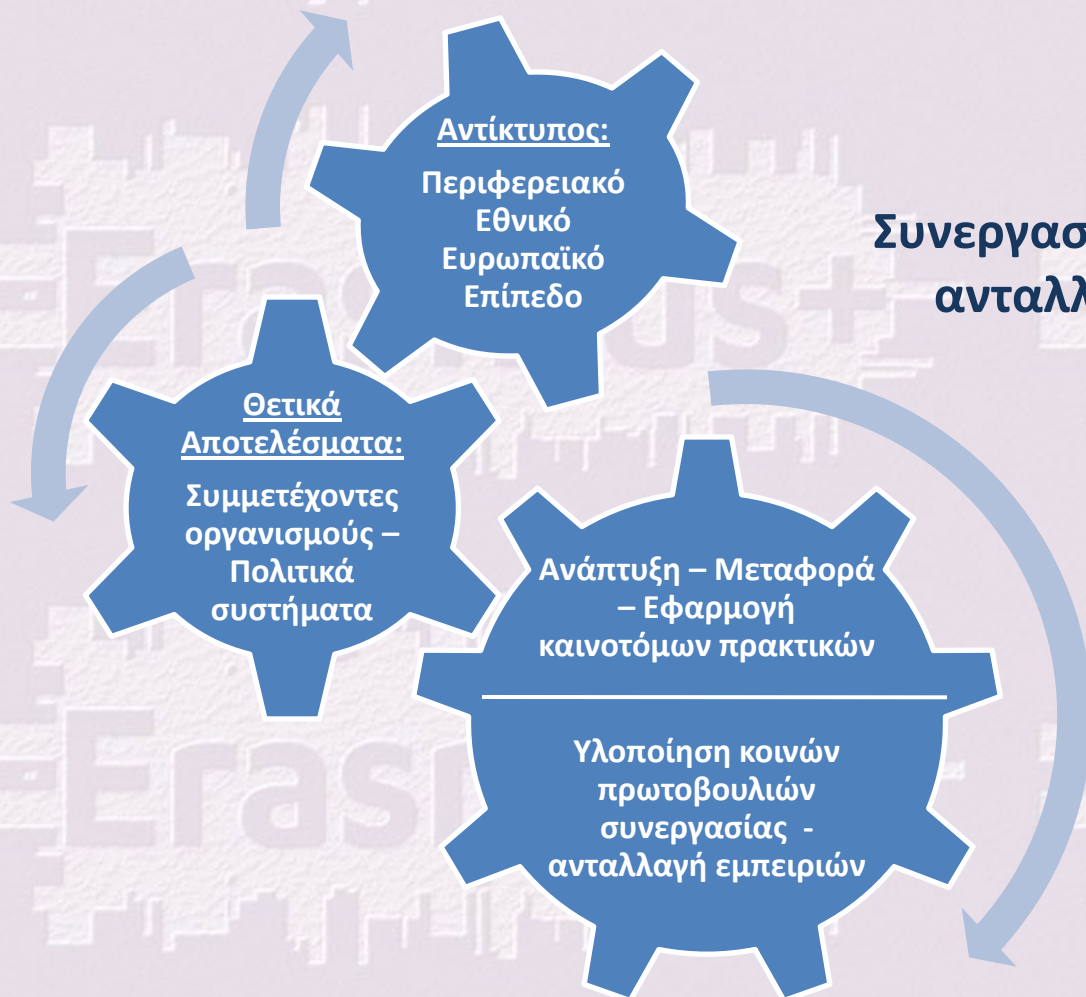 Αντίκτυπος:
Περιφερειακό
Εθνικό
Ευρωπαϊκό
Επίπεδο
Θετικά
Αποτελέσματα:
Συμμετέχοντες
οργανισμούς –
Πολιτικά
συστήματα
Ανάπτυξη – Μεταφορά
– Εφαρμογή
καινοτόμων πρακτικών
Υλοποίηση κοινών
πρωτοβουλιών
συνεργασίας -
ανταλλαγή εμπειριών